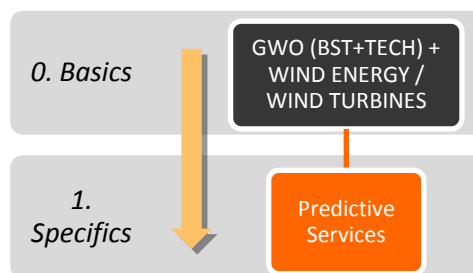 0. Basics
GWO (BST+TECH) +
WIND ENERGY /
WIND TURBINES
1.
Specifics
Predictive
Services